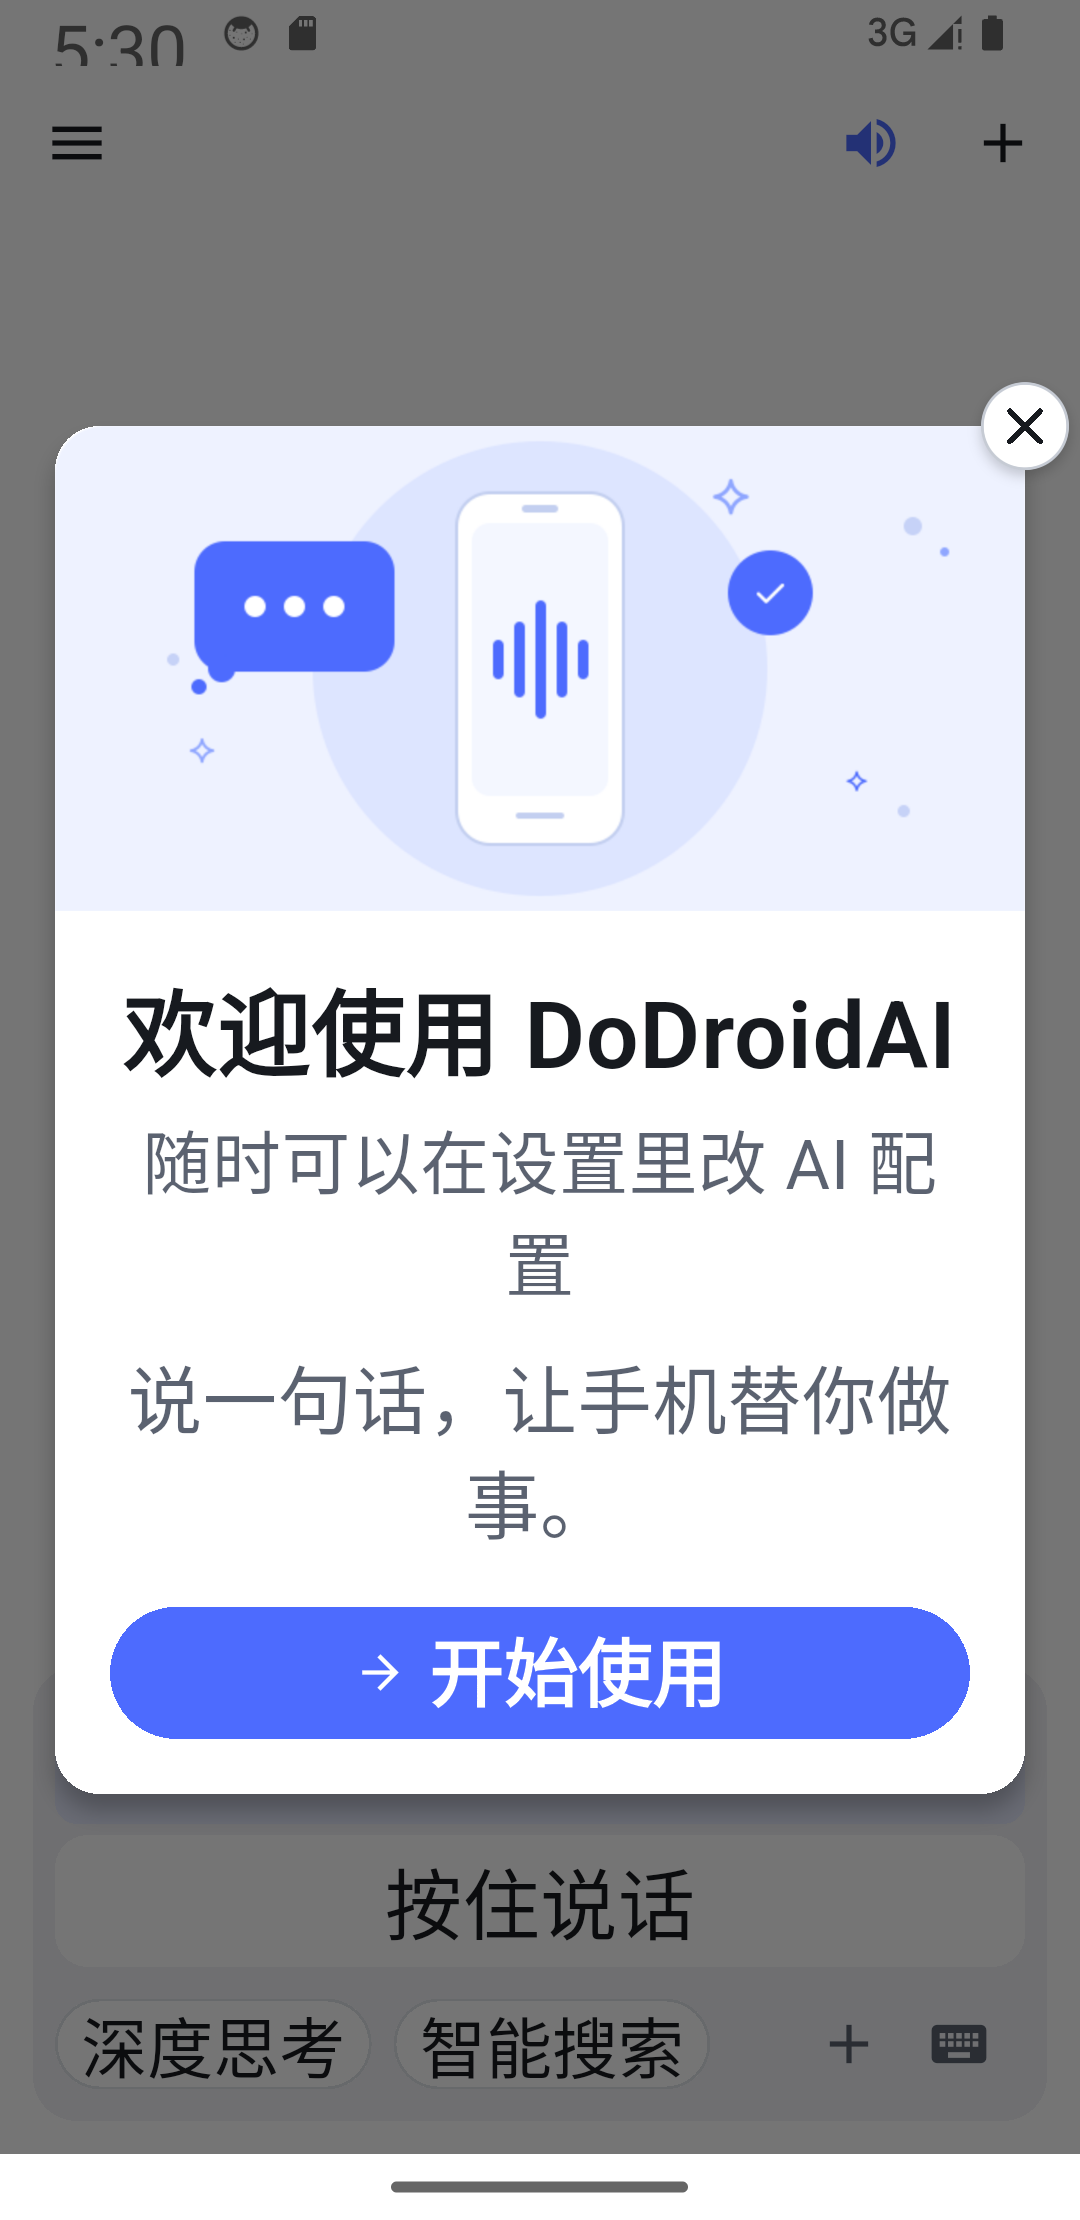 5:30
3G
欢迎使用 DoDroidAI
随时可以在设置里改 AI 配
置
说一句话，让手机替你做
事。
开始使用
按住说话
深度思考 智能搜索